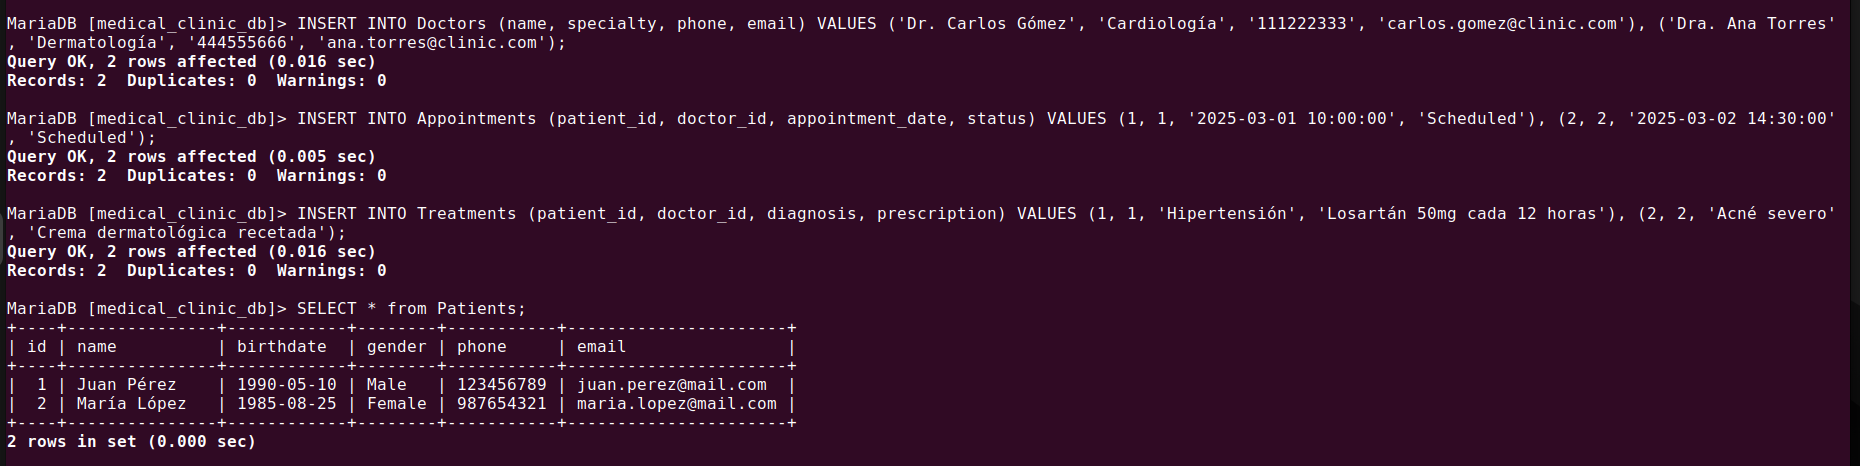 MariaDB [medical_clinic_db]> INSERT INTO Doctors (name, specialty, phone, email) VALUES ('Dr. Carlos Gómez', 'Cardiología', '111222333', 'carlos.gomez@clinic.com'), ('Dra. Ana Torres'
, 'Dermatología', '444555666', 'ana.torres@clinic.com');
Query OK, 2 rows affected (0.016 sec)
Records: 2  Duplicates: 0  Warnings: 0

MariaDB [medical_clinic_db]> INSERT INTO Appointments (patient_id, doctor_id, appointment_date, status) VALUES (1, 1, '2025-03-01 10:00:00', 'Scheduled'), (2, 2, '2025-03-02 14:30:00'
, 'Scheduled');
Query OK, 2 rows affected (0.005 sec)
Records: 2  Duplicates: 0  Warnings: 0

MariaDB [medical_clinic_db]> INSERT INTO Treatments (patient_id, doctor_id, diagnosis, prescription) VALUES (1, 1, 'Hipertensión', 'Losartán 50mg cada 12 horas'), (2, 2, 'Acné severo'
, 'Crema dermatológica recetada');
Query OK, 2 rows affected (0.016 sec)
Records: 2  Duplicates: 0  Warnings: 0

MariaDB [medical_clinic_db]> SELECT * from Patients;
+----+---------------+------------+--------+-----------+----------------------+
| id | name          | birthdate  | gender | phone     | email                |
+----+---------------+------------+--------+-----------+----------------------+
|  1 | Juan Pérez    | 1990-05-10 | Male   | 123456789 | juan.perez@mail.com  |
|  2 | María López   | 1985-08-25 | Female | 987654321 | maria.lopez@mail.com |
+----+---------------+------------+--------+-----------+----------------------+
2 rows in set (0.000 sec)